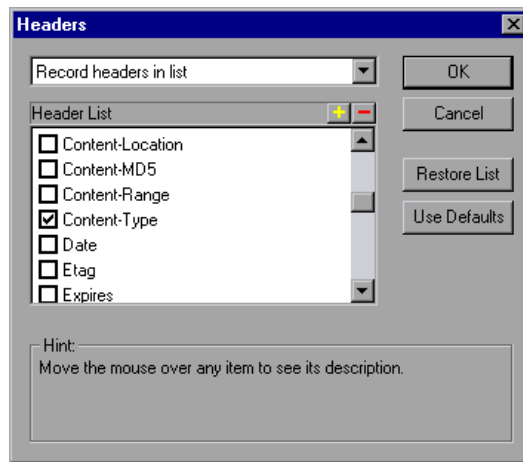 Headers
Record headers in list
OK
Header List
Cancel
Content-Location
Content-MD5
Content-Range
Content-Type
Date
Etag
Expires
Restore List
Use Defaults
Hint:
Move the mouse over any item to see its description.